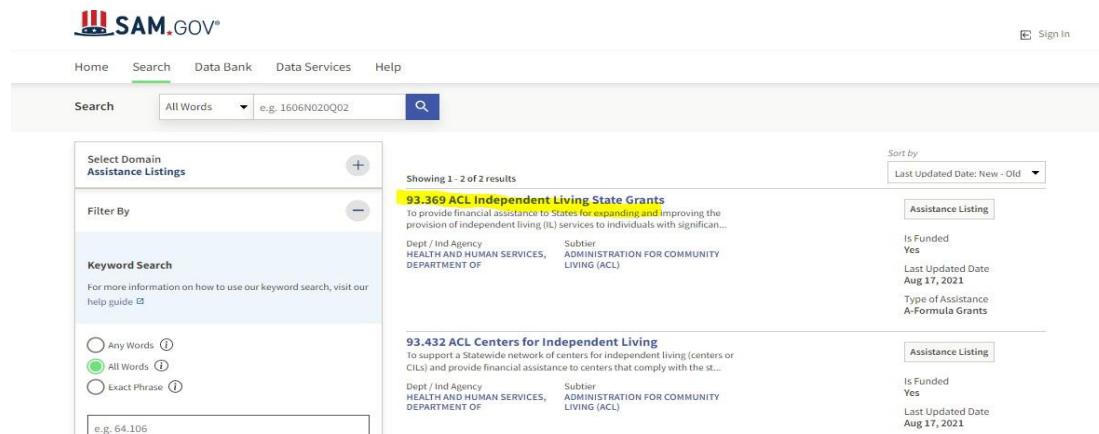 SAM.GOV®
Sign In
Home Search Data Bank Data Services Help
Search All Words e.g. 1606N020Q02
Select Domain
Assistance Listings
Filter By
Keyword Search
For more information on how to use our keyword search, visit our
help guide
Any Words
All Words
Exact Phrase
e.g. 64.106
Sort by
Last Updated Date: New - Old
Showing 1 - 2 of 2 results
93.369 ACL Independent Living State Grants
To provide financial assistance to States for expanding and improving the
provision of independent living (IL) services to individuals with significan...
Dept / Ind Agency
HEALTH AND HUMAN SERVICES,
DEPARTMENT OF
Subtier
ADMINISTRATION FOR COMMUNITY
LIVING (ACL)
Assistance Listing
Is Funded
Yes
Last Updated Date
Aug 17, 2021
Type of Assistance
A-Formula Grants
93.432 ACL Centers for Independent Living
To support a Statewide network of centers for independent living (centers or
CILs) and provide financial assistance to centers that comply with the st...
Dept / Ind Agency
HEALTH AND HUMAN SERVICES,
DEPARTMENT OF
Subtier
ADMINISTRATION FOR COMMUNITY
LIVING (ACL)
Assistance Listing
Is Funded
Yes
Last Updated Date
Aug 17, 2021